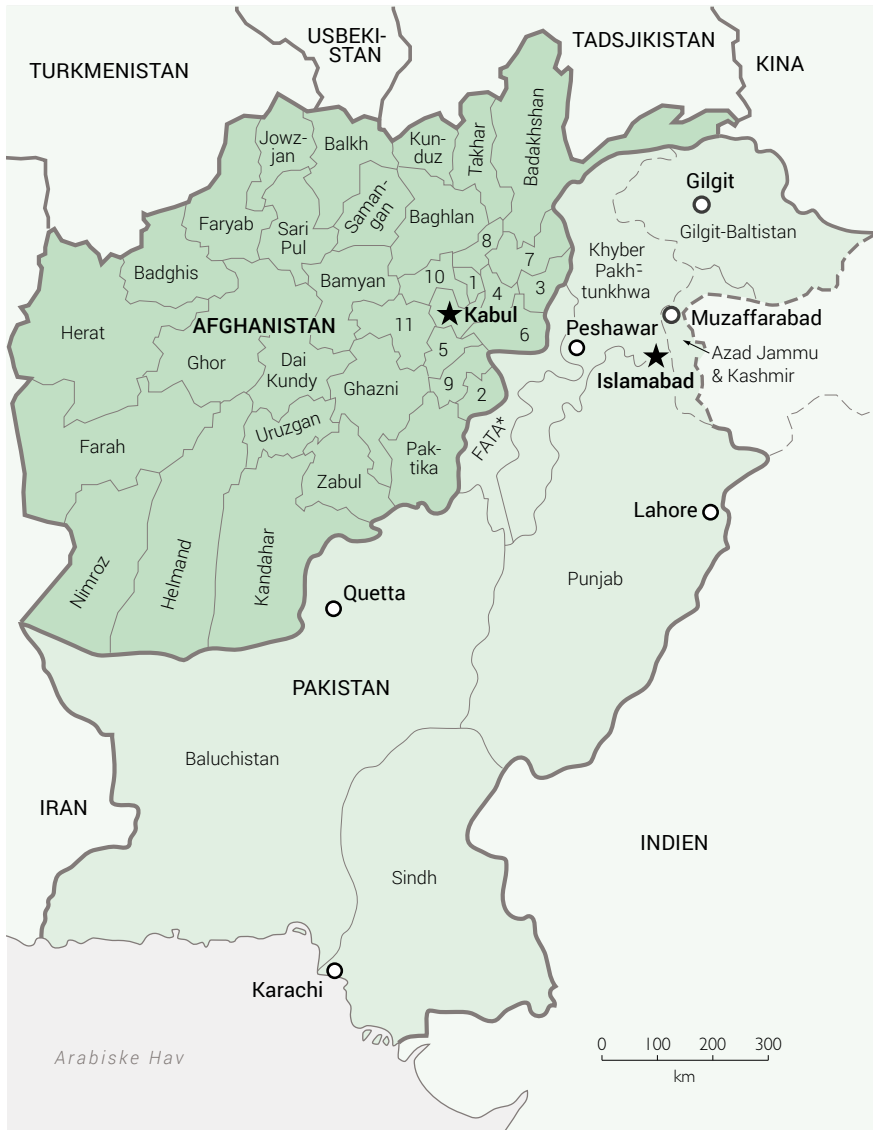 USBEKI-
STAN
TADSJIKISTAN
TURKMENISTAN
KINA
Jowz-
jan
Balkh
Kun-
duz
Takhar
Badakhshan
Gilgit
Gilgit-Baltistan
Faryab
Sari
Pul
Saman-
gan
Baghlan
8
7
Khyber
Pakh-
tunkhwa
Badghis
Bamyan
10
1
4
3
Herat
AFGHANISTAN
11
Kabul
6
Peshawar
Muzaffarabad
Ghor
Dai
Kundy
5
Azad Jammu
& Kashmir
Islamabad
Ghazni
9
2
Farah
Uruzgan
Pak-
tika
FATA*
Zabul
Lahore
Nimroz
Helmand
Kandahar
Quetta
Punjab
PAKISTAN
Baluchistan
IRAN
INDIEN
Sindh
Karachi
Arabiske Hav
0 100 200 300
km